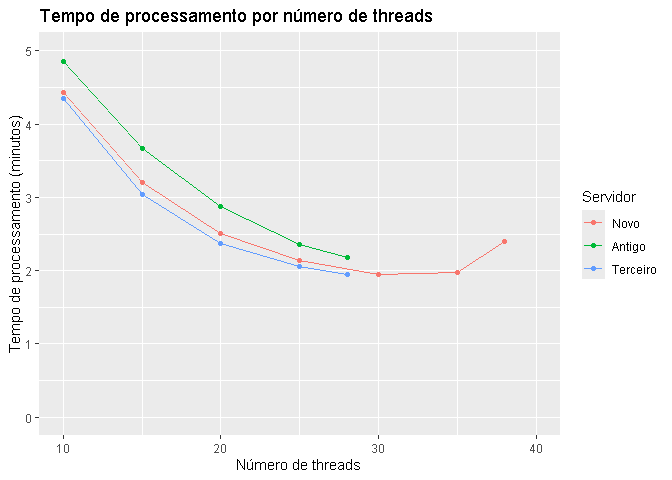 Tempo de processamento por número de threads
Tempo de processamento (minutos)
5
4
3
2
1
0
10
20
30
40
Número de threads
Servidor
Novo
Antigo
Terceiro